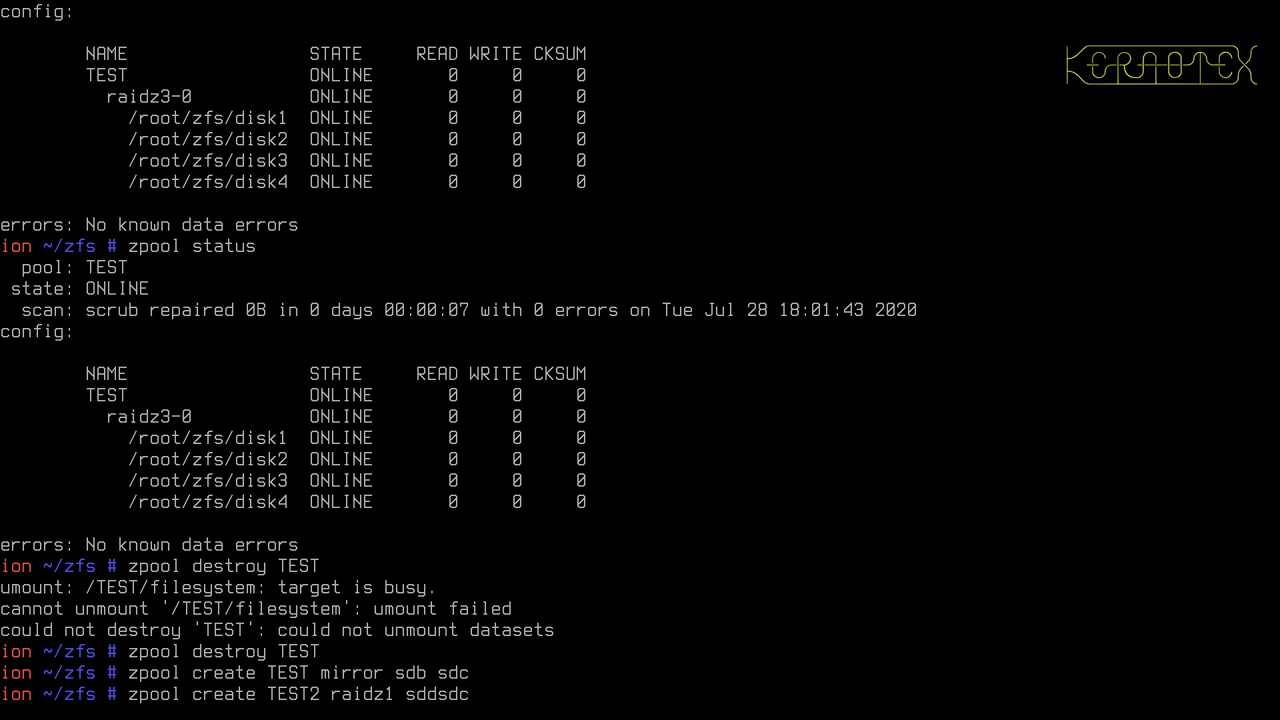 config:
NAME STATE READ WRITE CKSUM
TEST ONLINE 0 0 0
raidz3-0 ONLINE 0 0 0
/root/zfs/disk1 ONLINE 0 0 0
/root/zfs/disk2 ONLINE 0 0 0
/root/zfs/disk3 ONLINE 0 0 0
/root/zfs/disk4 ONLINE 0 0 0
errors: No known data errors
ion ~/zfs # zpool status
pool: TEST
state: ONLINE
scan: scrub repaired 0B in 0 days 00:00:07 with 0 errors on Tue Jul 28 18:01:43 2020
config:
NAME STATE READ WRITE CKSUM
TEST ONLINE 0 0 0
raidz3-0 ONLINE 0 0 0
/root/zfs/disk1 ONLINE 0 0 0
/root/zfs/disk2 ONLINE 0 0 0
/root/zfs/disk3 ONLINE 0 0 0
/root/zfs/disk4 ONLINE 0 0 0
errors: No known data errors
ion ~/zfs # zpool destroy TEST
umount: /TEST/filesystem: target is busy.
cannot unmount '/TEST/filesystem': umount failed
could not destroy 'TEST': could not unmount datasets
ion ~/zfs # zpool destroy TEST
ion ~/zfs # zpool create TEST mirror sdb sdc
ion ~/zfs # zpool create TEST2 raidz1 sddsdc
KERAOTEX